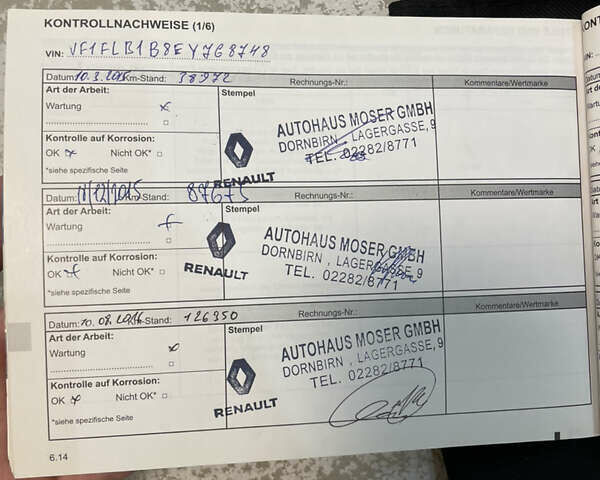 KONTROLLNACHWEISE (1/6)
VIN: VF1FLB1B8EY768748
Datum: 10.3.2015 Km-Stand: 38972 Rechnungs-Nr.: Kommentare/Wertmarke
Art der Arbeit: Stempel
Wartung x
Kontrolle auf Korrosion:
OK x Nicht OK* □
*siehe spezifische Seite
AUTOHAUS MOSER GMBH
DORNBIRN, LAGERGASSE, 9
TEL. 02282/8771
RENAULT
Datum: 1/12/2015 Km-Stand: 87675 Rechnungs-Nr.: Kommentare/Wertmarke
Art der Arbeit: Stempel
Wartung x
Kontrolle auf Korrosion:
OK x Nicht OK* □
*siehe spezifische Seite
AUTOHAUS MOSER GMBH
DORNBIRN, LAGERGASSE, 9
TEL. 02282/8771
RENAULT
Datum: 10.08.2016 Km-Stand: 126350 Rechnungs-Nr.: Kommentare/Wertmarke
Art der Arbeit: Stempel
Wartung x
Kontrolle auf Korrosion:
OK x Nicht OK* □
*siehe spezifische Seite
AUTOHAUS MOSER GMBH
DORNBIRN, LAGERGASSE, 9
TEL. 02282/8771
RENAULT
6.14